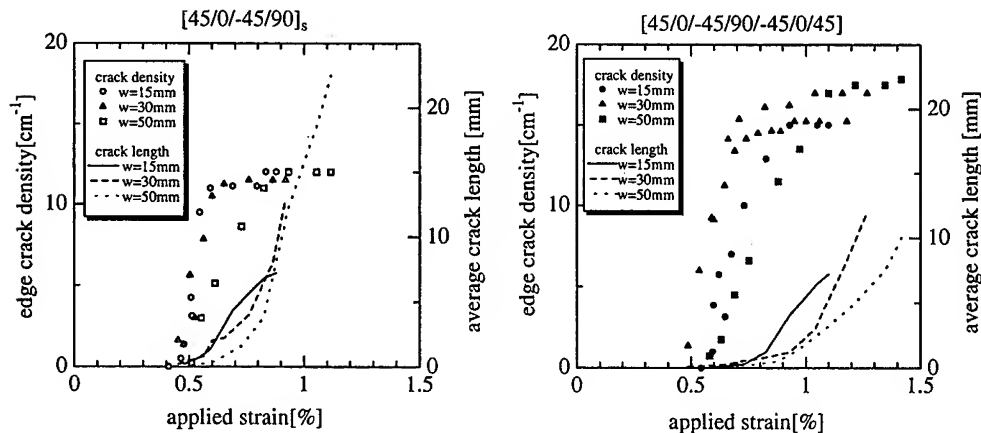 [45/0/-45/90]s
20
10
0
edge crack density[cm-1]
crack density
w=15mm
w=30mm
w=50mm
crack length
w=15mm
w=30mm
w=50mm
20
10
0
average crack length [mm]
0
0.5
1
1.5
applied strain[%]
[45/0/-45/90/-45/0/45]
20
10
0
edge crack density[cm-1]
crack density
w=15mm
w=30mm
w=50mm
crack length
w=15mm
w=30mm
w=50mm
20
10
0
average crack length [mm]
0
0.5
1
1.5
applied strain[%]